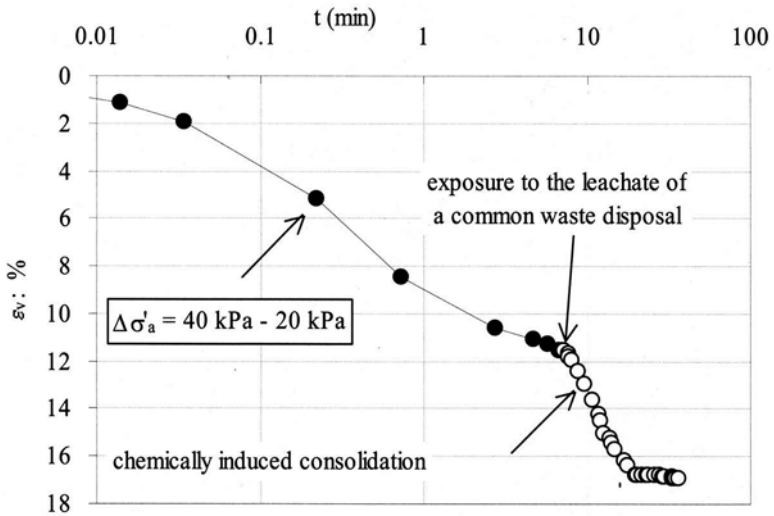 t (min)
0.01 0.1 1 10 100
0
2
4
6
8
10
12
14
16
18
εv: %
exposure to the leachate of
a common waste disposal
Δσ'a = 40 kPa - 20 kPa
chemically induced consolidation